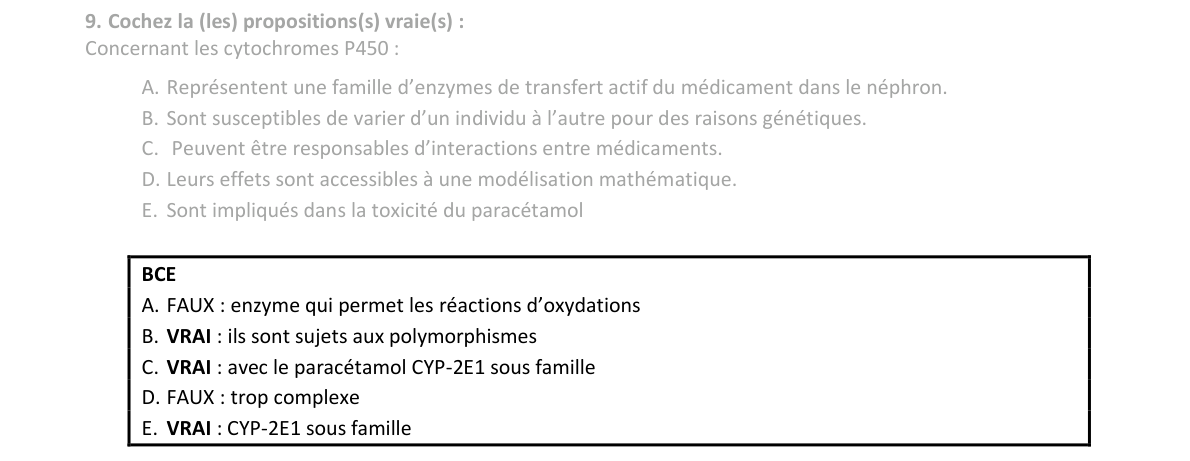 9. Cochez la (les) propositions(s) vraie(s) :
Concernant les cytochromes P450 :
A. Représentent une famille d'enzymes de transfert actif du médicament dans le néphron.
B. Sont susceptibles de varier d'un individu à l'autre pour des raisons génétiques.
C. Peuvent être responsables d'interactions entre médicaments.
D. Leurs effets sont accessibles à une modélisation mathématique.
E. Sont impliqués dans la toxicité du paracétamol
BCE
A. FAUX : enzyme qui permet les réactions d'oxydations
B. VRAI : ils sont sujets aux polymorphismes
C. VRAI : avec le paracétamol CYP-2E1 sous famille
D. FAUX : trop complexe
E. VRAI : CYP-2E1 sous famille